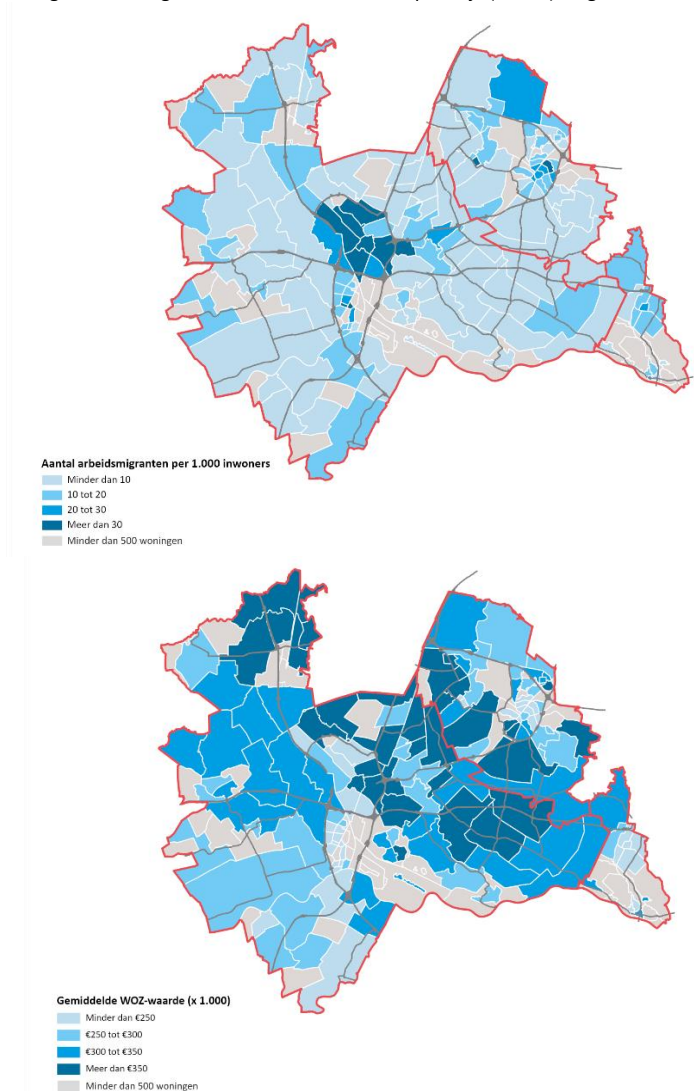 Aantal arbeidsmigranten per 1.000 inwoners
Minder dan 10
10 tot 20
20 tot 30
Meer dan 30
Minder dan 500 woningen
Gemiddelde WOZ-waarde (x 1.000)
Minder dan €250
€250 tot €300
€300 tot €350
Meer dan €350
Minder dan 500 woningen